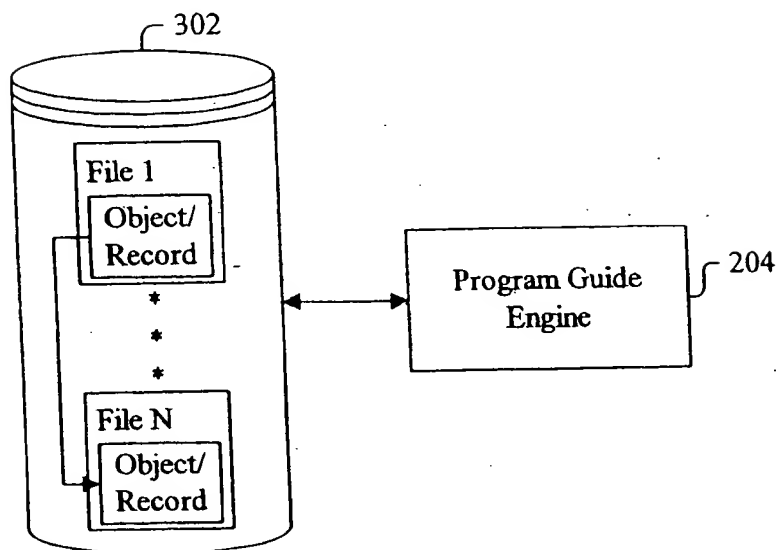 302
File 1
Object/
Record
*
*
*
File N
Object/
Record
Program Guide
Engine
204